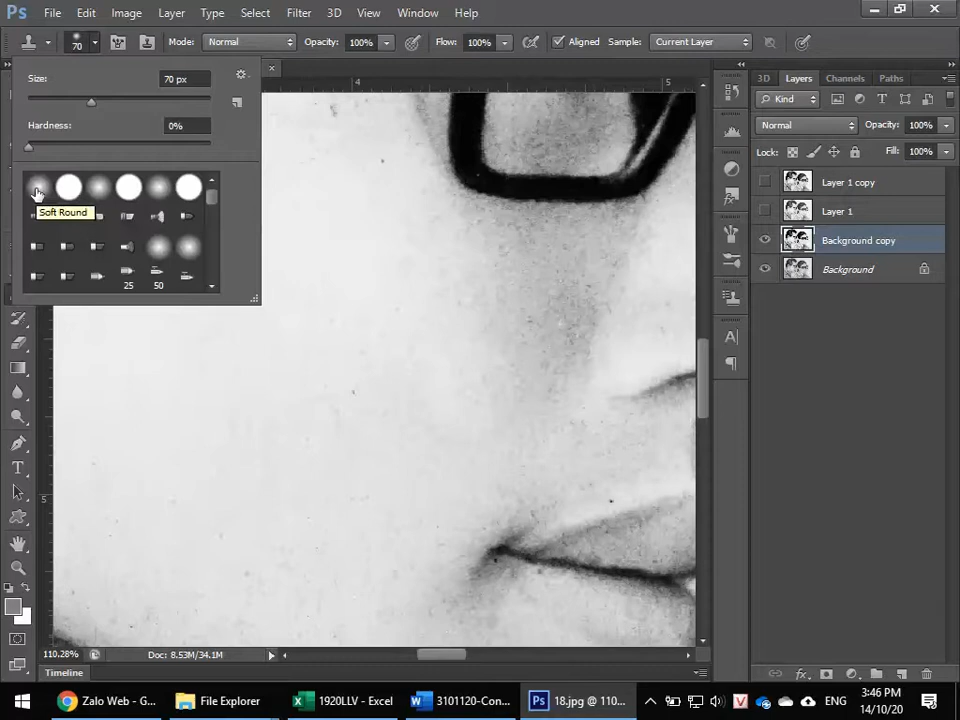 Ps File Edit Image Layer Type Select Filter 3D View Window Help
70 Mode: Normal Opacity: 100% Flow: 100% Aligned Sample: Current Layer
Size: 70 px
Hardness: 0%
Soft Round
25 50
4 5
5
3D Layers Channels Paths
Kind
Normal Opacity: 100%
Lock: Fill: 100%
Layer 1 copy
Layer 1
Background copy
Background
110.28% Doc: 8.53M/34.1M
Timeline
Zalo Web - G... File Explorer 1920LLV - Excel 3101120-Con... Ps 18.jpg @ 110... V ENG 3:46 PM
14/10/20